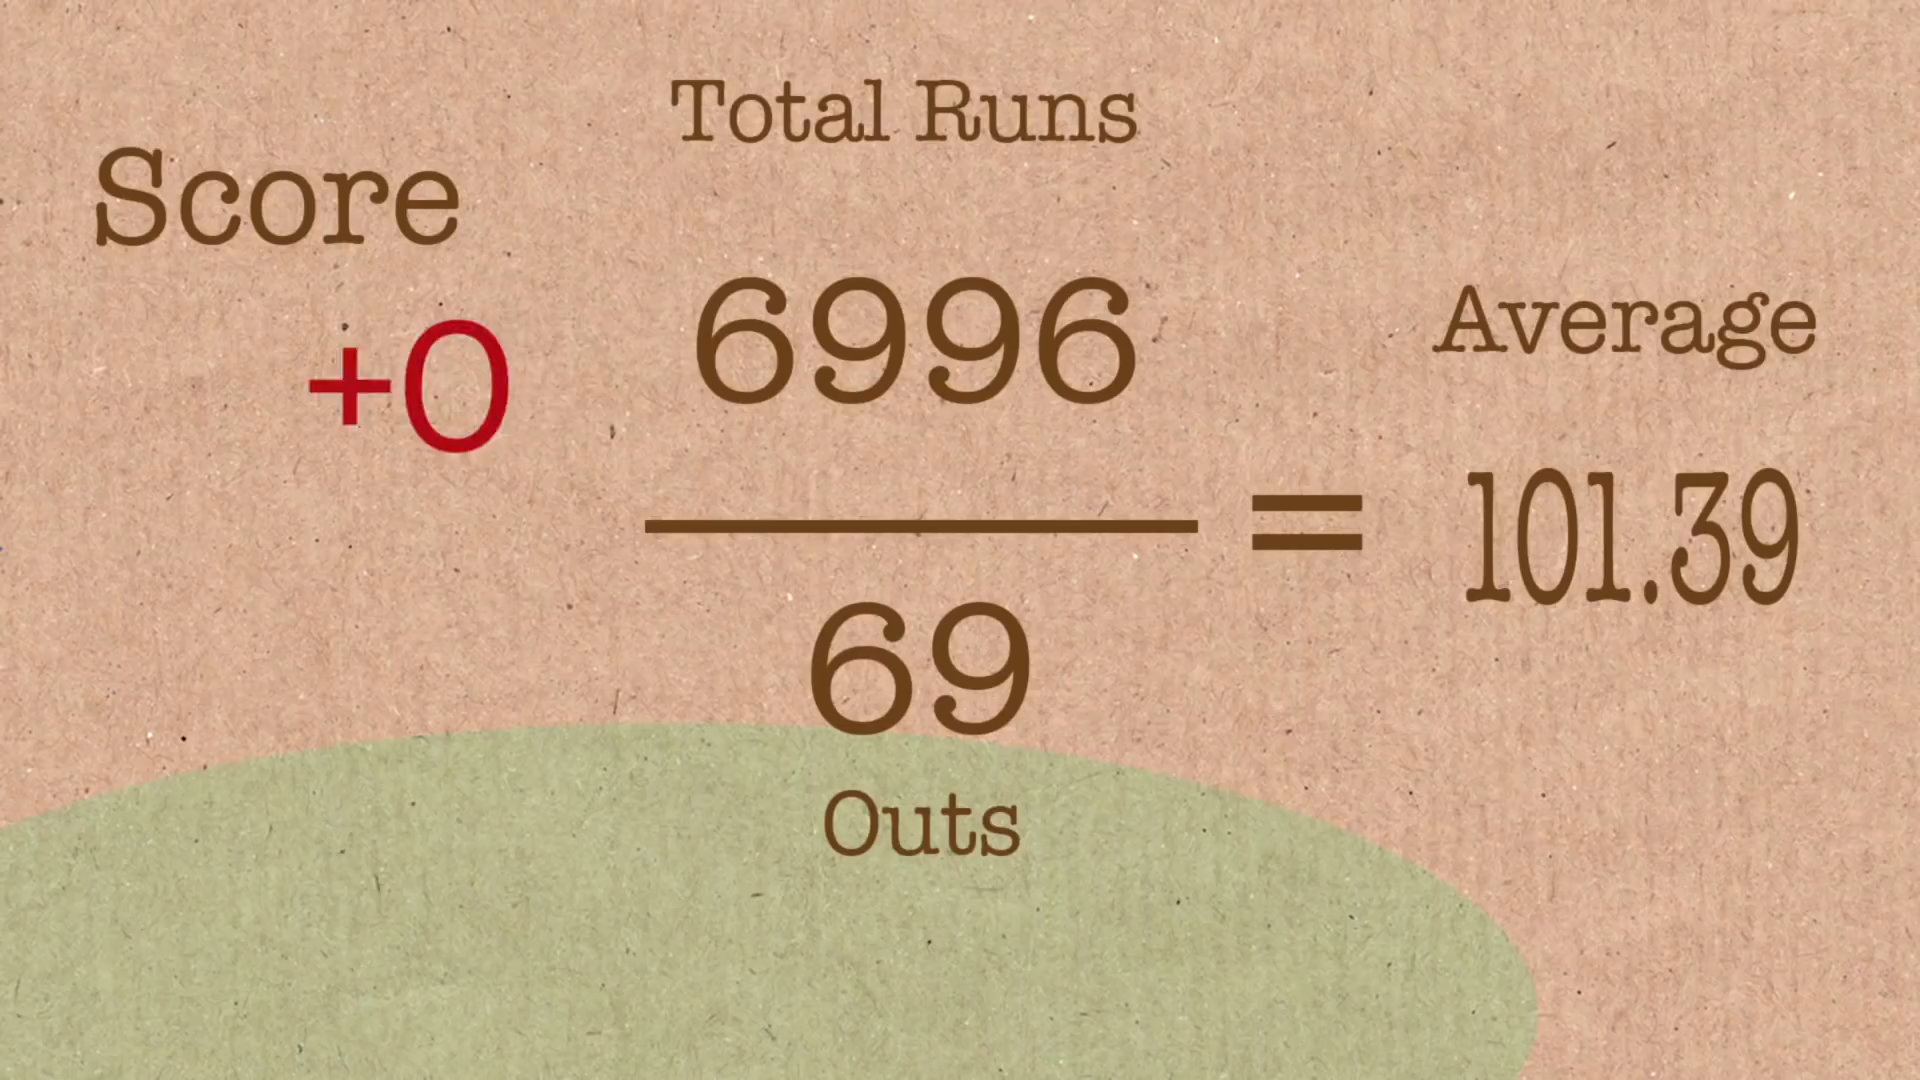 Score
+0
Total Runs
6996
69
Outs
=
Average
101.39